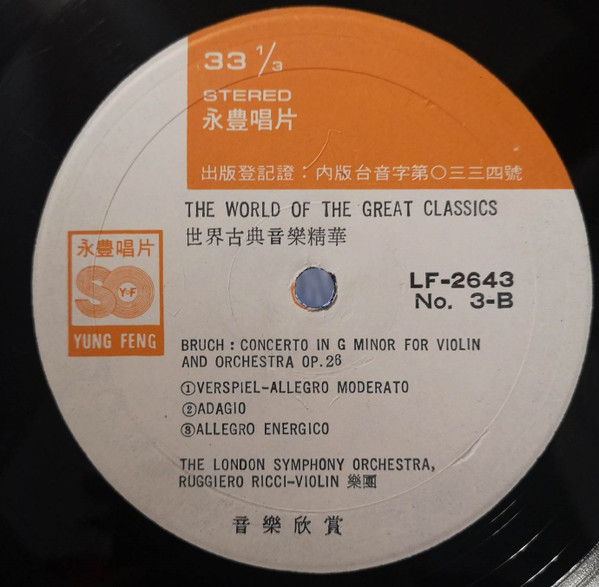 33 1/3
STEREO
永豐唱片
出版登記證：內版台音字第〇三三四號
THE WORLD OF THE GREAT CLASSICS
世界古典音樂精華
永豐唱片
Y•F
YUNG FENG
LF-2643
No. 3-B
BRUCH : CONCERTO IN G MINOR FOR VIOLIN
AND ORCHESTRA OP.26
①VERSPIEL-ALLEGRO MODERATO
②ADAGIO
③ALLEGRO ENERGICO
THE LONDON SYMPHONY ORCHESTRA,
RUGGIERO RICCI-VIOLIN 樂團
音樂欣賞